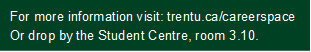 For more information visit: trentu.ca/careerspace
Or drop by the Student Centre, room 3.10.